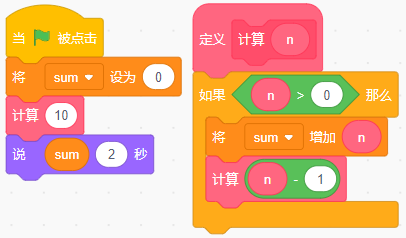 当 被点击
将 sum 设为 0
计算 10
说 sum 2 秒
定义 计算 n
如果 n > 0 那么
将 sum 增加 n
计算 n - 1